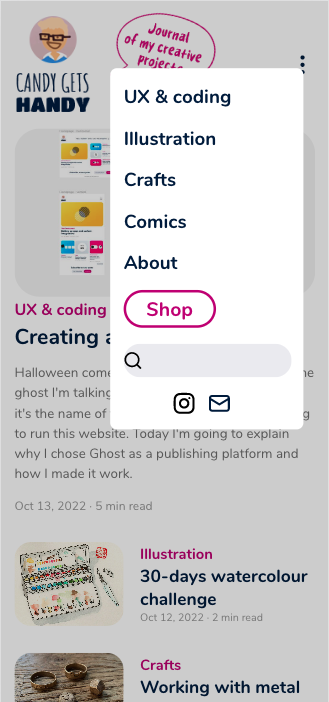 Journal
of my creative
projects
CANDY GETS
HANDY
UX & coding
Illustration
Crafts
Comics
About
Shop
UX & coding
Creating a
Halloween come
ghost I'm talking
it's the name of
to run this website. Today I'm going to explain
why I chose Ghost as a publishing platform and
how I made it work.
Oct 13, 2022 · 5 min read
Illustration
30-days watercolour
challenge
Oct 12, 2022 · 2 min read
Crafts
Working with metal